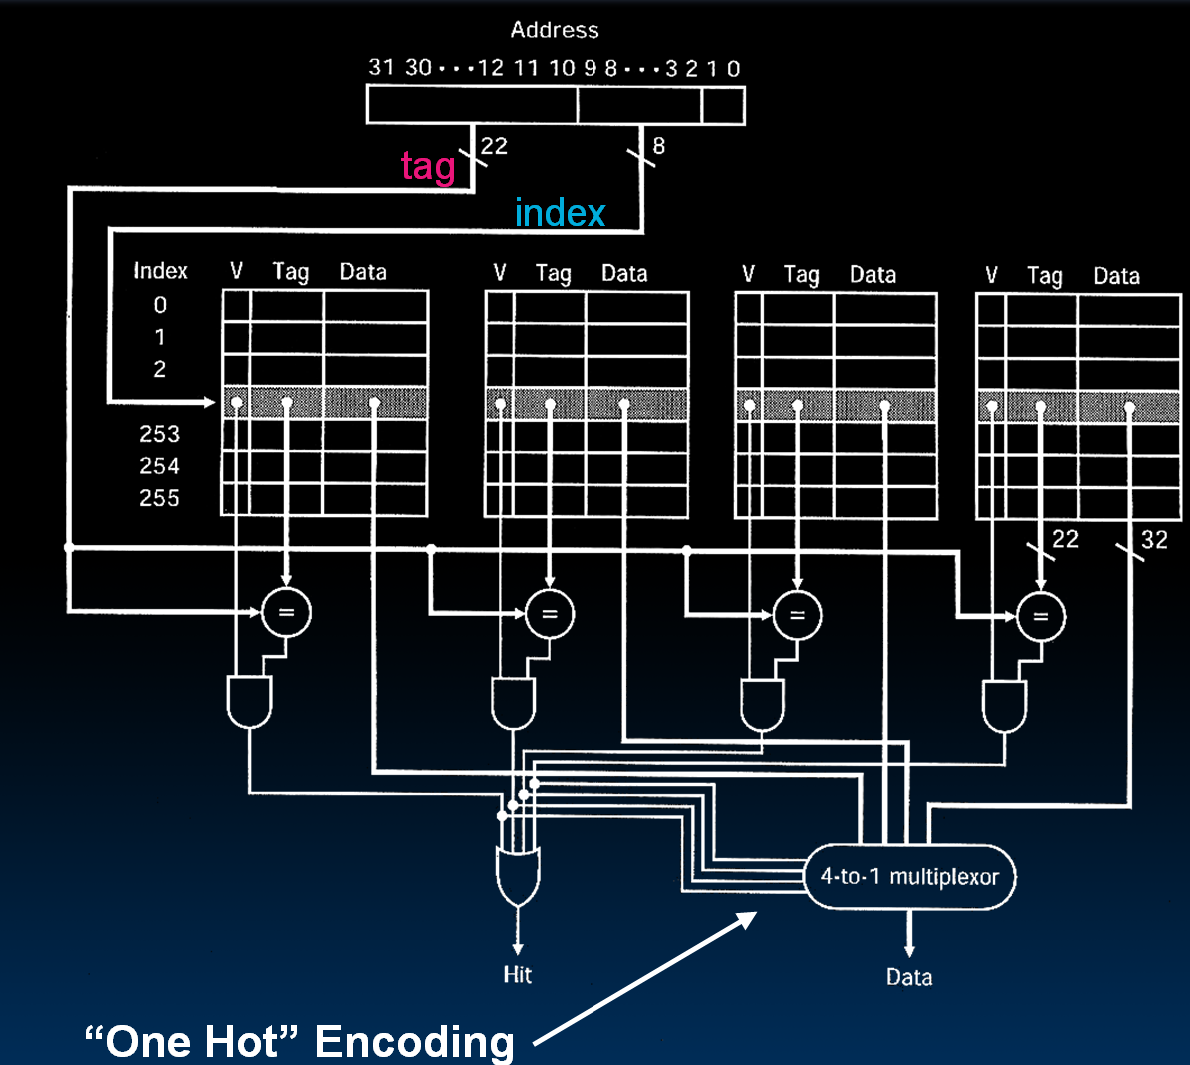 Address
31 30 · · · 12 11 10 9 8 · · · 3 2 1 0
22
8
tag
index
Index
V Tag Data
V Tag Data
V Tag Data
V Tag Data
0
1
2
253
254
255
22
32
=
=
=
=
4-to-1 multiplexor
Hit
Data
“One Hot” Encoding